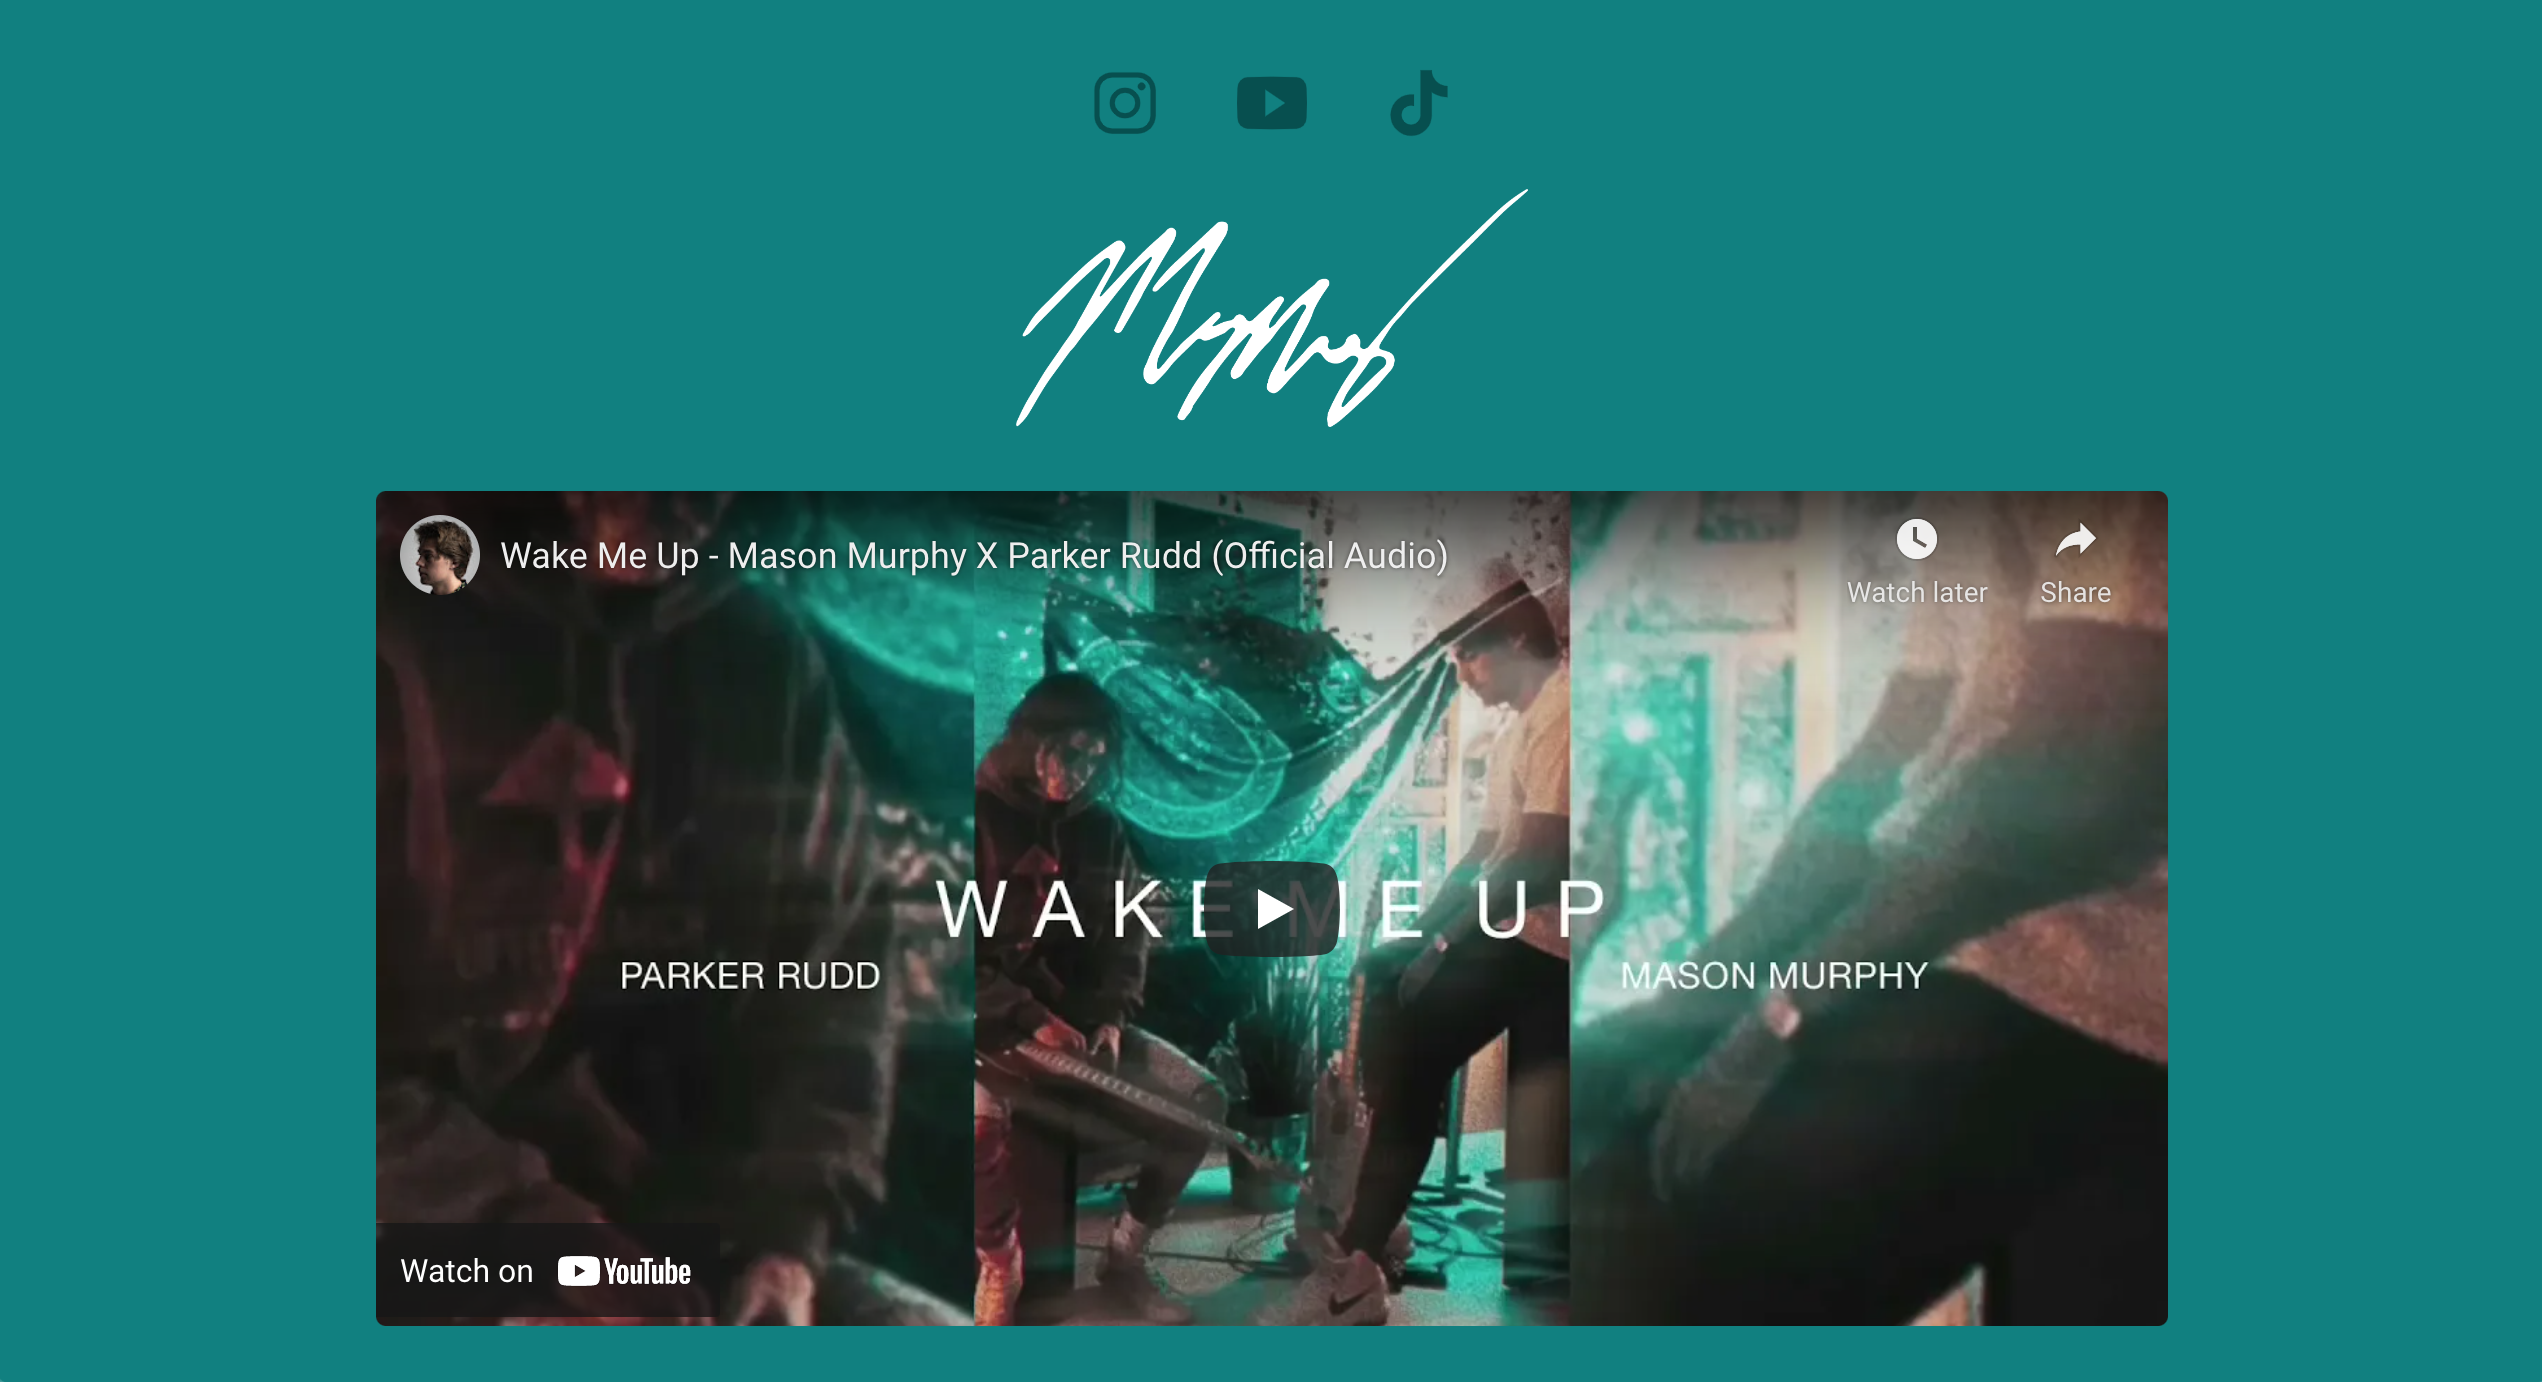 Murphy
Wake Me Up - Mason Murphy X Parker Rudd (Official Audio)
Watch later
Share
WAKE ME UP
PARKER RUDD
MASON MURPHY
Watch on YouTube